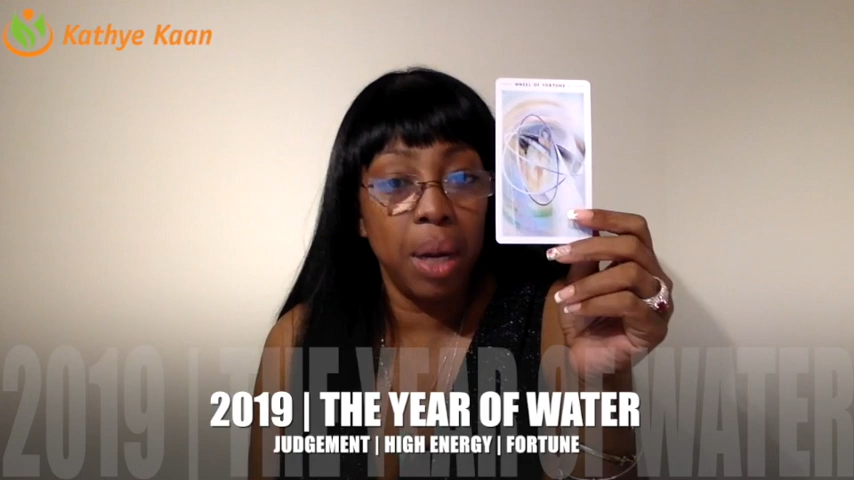 Kathye Kaan
WHEEL OF FORTUNE
2019 | THE YEAR OF WATER
2019 | THE YEAR OF WATER
JUDGEMENT | HIGH ENERGY | FORTUNE